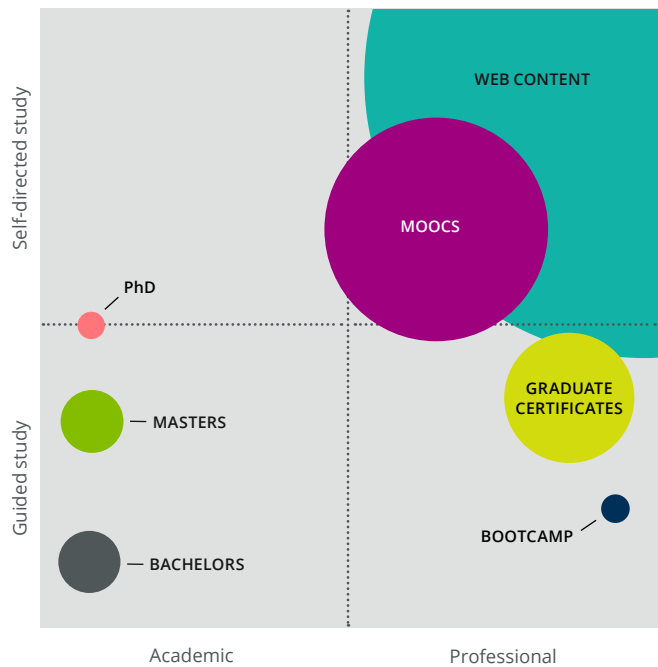 WEB CONTENT
Self-directed study
MOOCS
PhD
GRADUATE
CERTIFICATES
MASTERS
Guided study
BOOTCAMP
BACHELORS
Academic
Professional